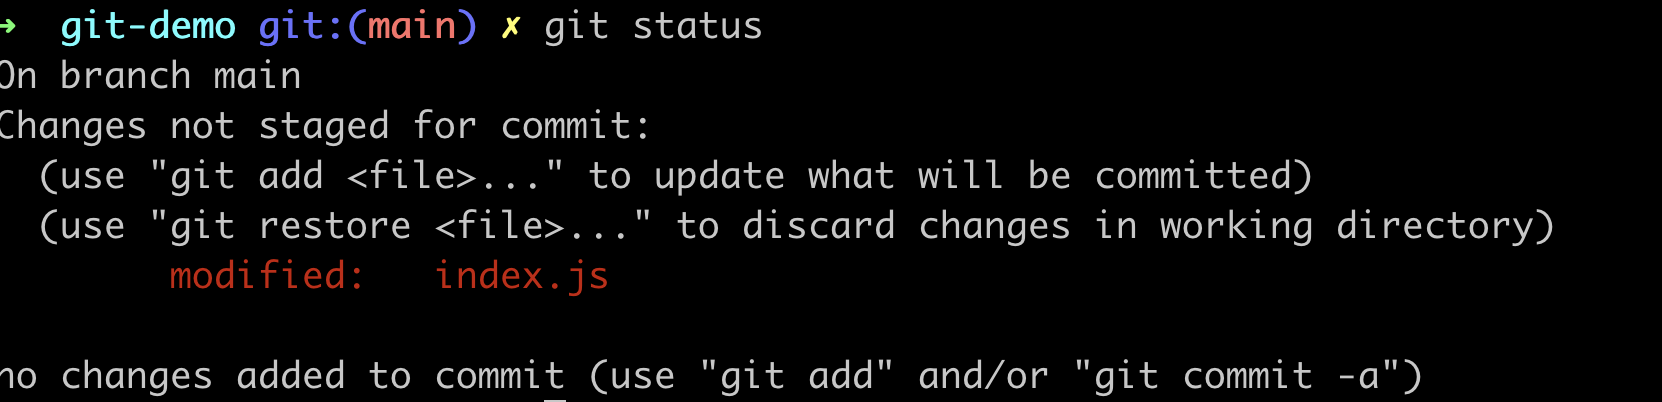 ➜  git-demo git:(main) ✗ git status
On branch main
Changes not staged for commit:
  (use "git add <file>..." to update what will be committed)
  (use "git restore <file>..." to discard changes in working directory)
        modified:   index.js

no changes added to commit (use "git add" and/or "git commit -a")